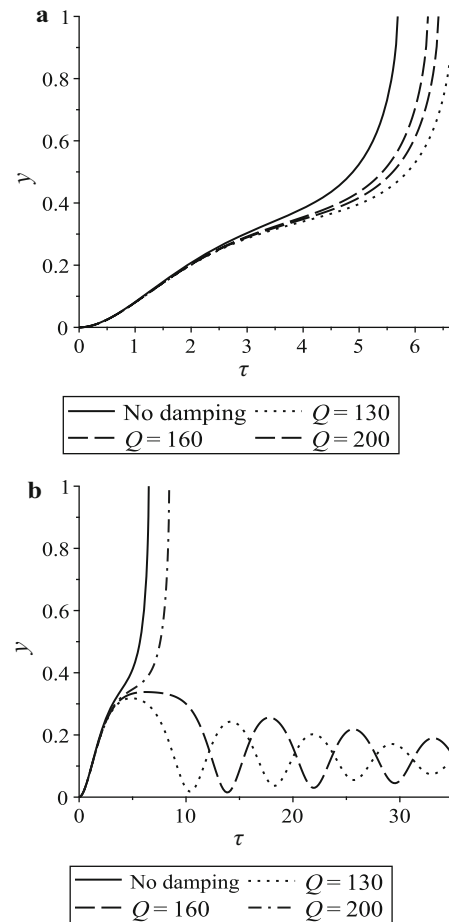 a
1
0.8
0.6
y
0.4
0.2
0
0 1 2 3 4 5 6
τ
No damping Q = 130
Q = 160 Q = 200
b
1
0.8
0.6
y
0.4
0.2
0
0 10 20 30
τ
No damping Q = 130
Q = 160 Q = 200